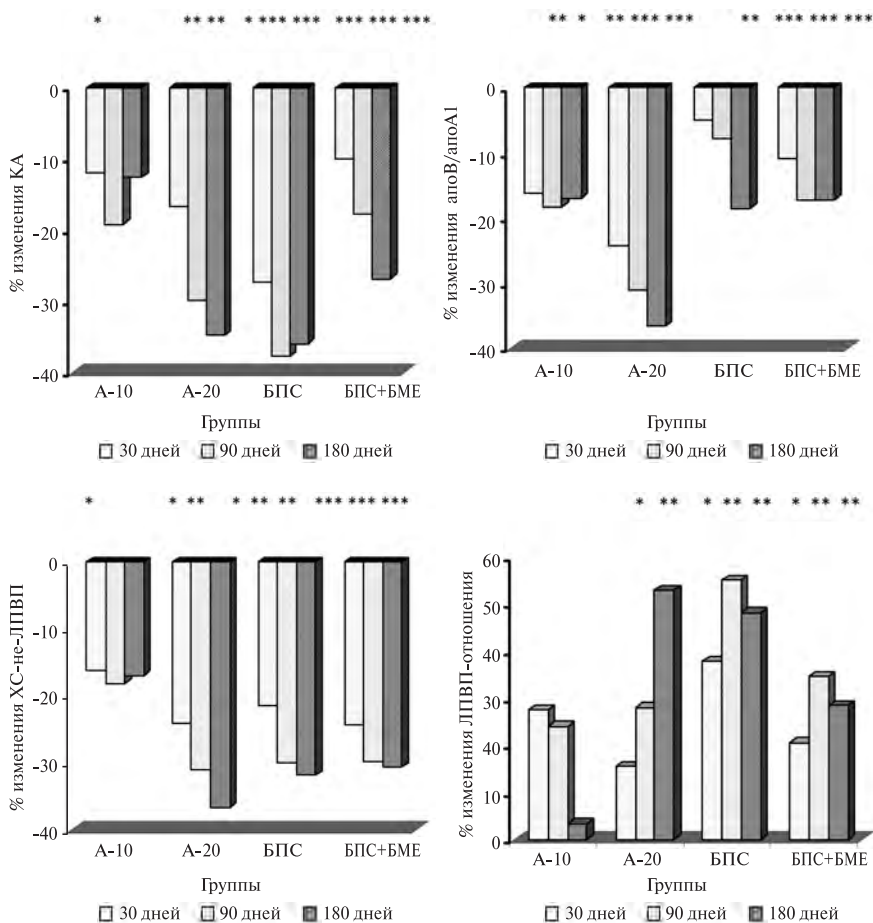 * ** ** * *** *** *** *** ***
0
-10
-20
-30
-40
% изменения КА
А-10 А-20 БПС БПС+БМЕ
Группы
30 дней 90 дней 180 дней
** * ** *** *** ** *** *** ***
0
-10
-20
-30
-40
% изменения апоВ/апоА1
А-10 А-20 БПС БПС+БМЕ
Группы
30 дней 90 дней 180 дней
* * ** * ** ** *** *** ***
0
-10
-20
-30
-40
% изменения ХС-не-ЛПВП
А-10 А-20 БПС БПС+БМЕ
Группы
30 дней 90 дней 180 дней
* ** * ** ** * ** **
60
50
40
30
40
10
0
% изменения ЛПВП-отношения
А-10 А-20 БПС БПС+БМЕ
Группы
30 дней 90 дней 180 дней